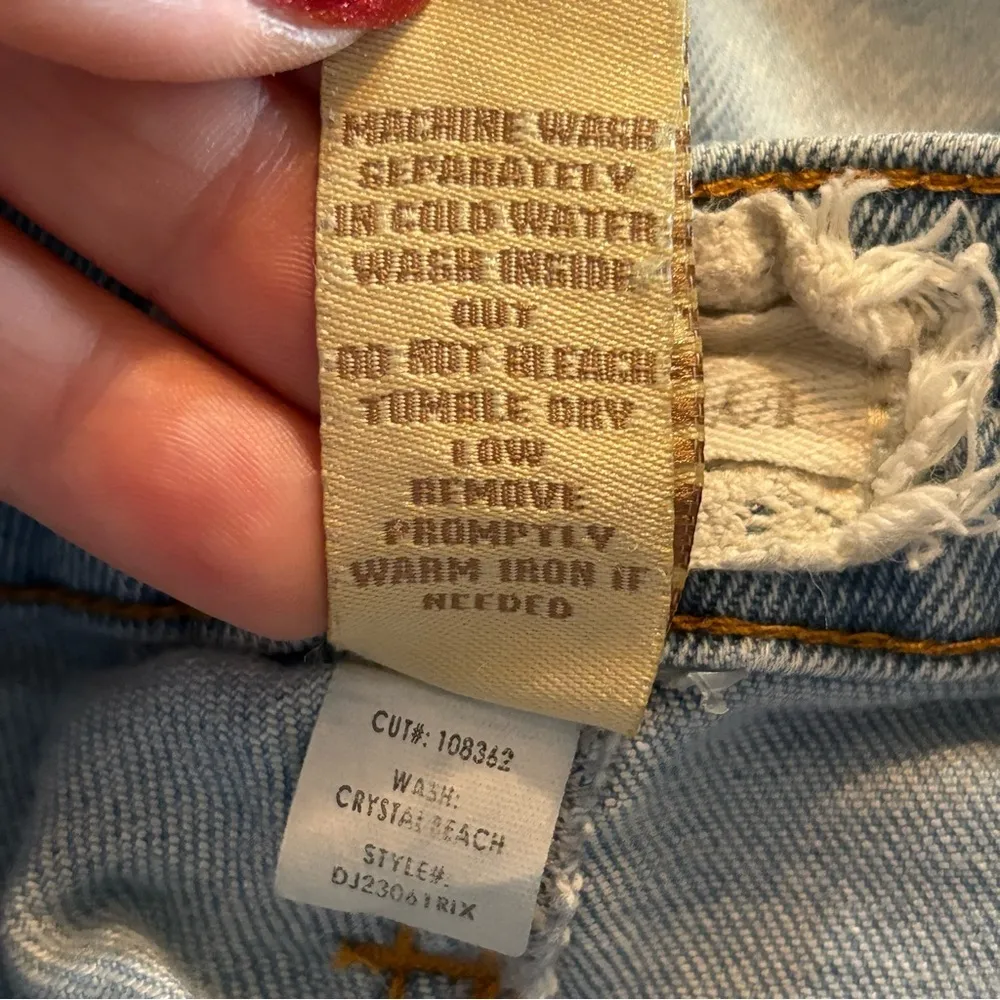 MACHINE WASH
SEPARATELY
IN COLD WATER
WASH INSIDE
OUT
DO NOT BLEACH
TUMBLE DRY
LOW
REMOVE
PROMPTLY
WARM IRON IF
NEEDED
CUT#: 108362
WASH:
CRYSTAL BEACH
STYLE#:
DJ23061RIX